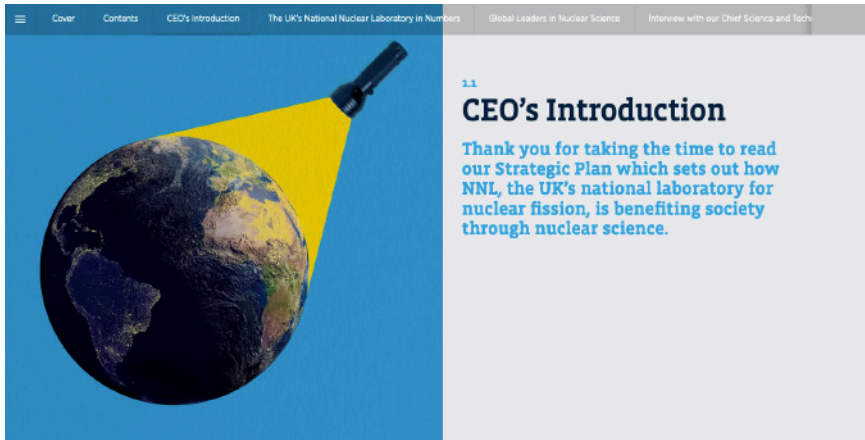 Cover Contents CEO's Introduction The UK's National Nuclear Laboratory in Numbers Global Leaders in Nuclear Science Interview with our Chief Science and
1.1
CEO's Introduction
Thank you for taking the time to read
our Strategic Plan which sets out how
NNL, the UK's national laboratory for
nuclear fission, is benefiting society
through nuclear science.